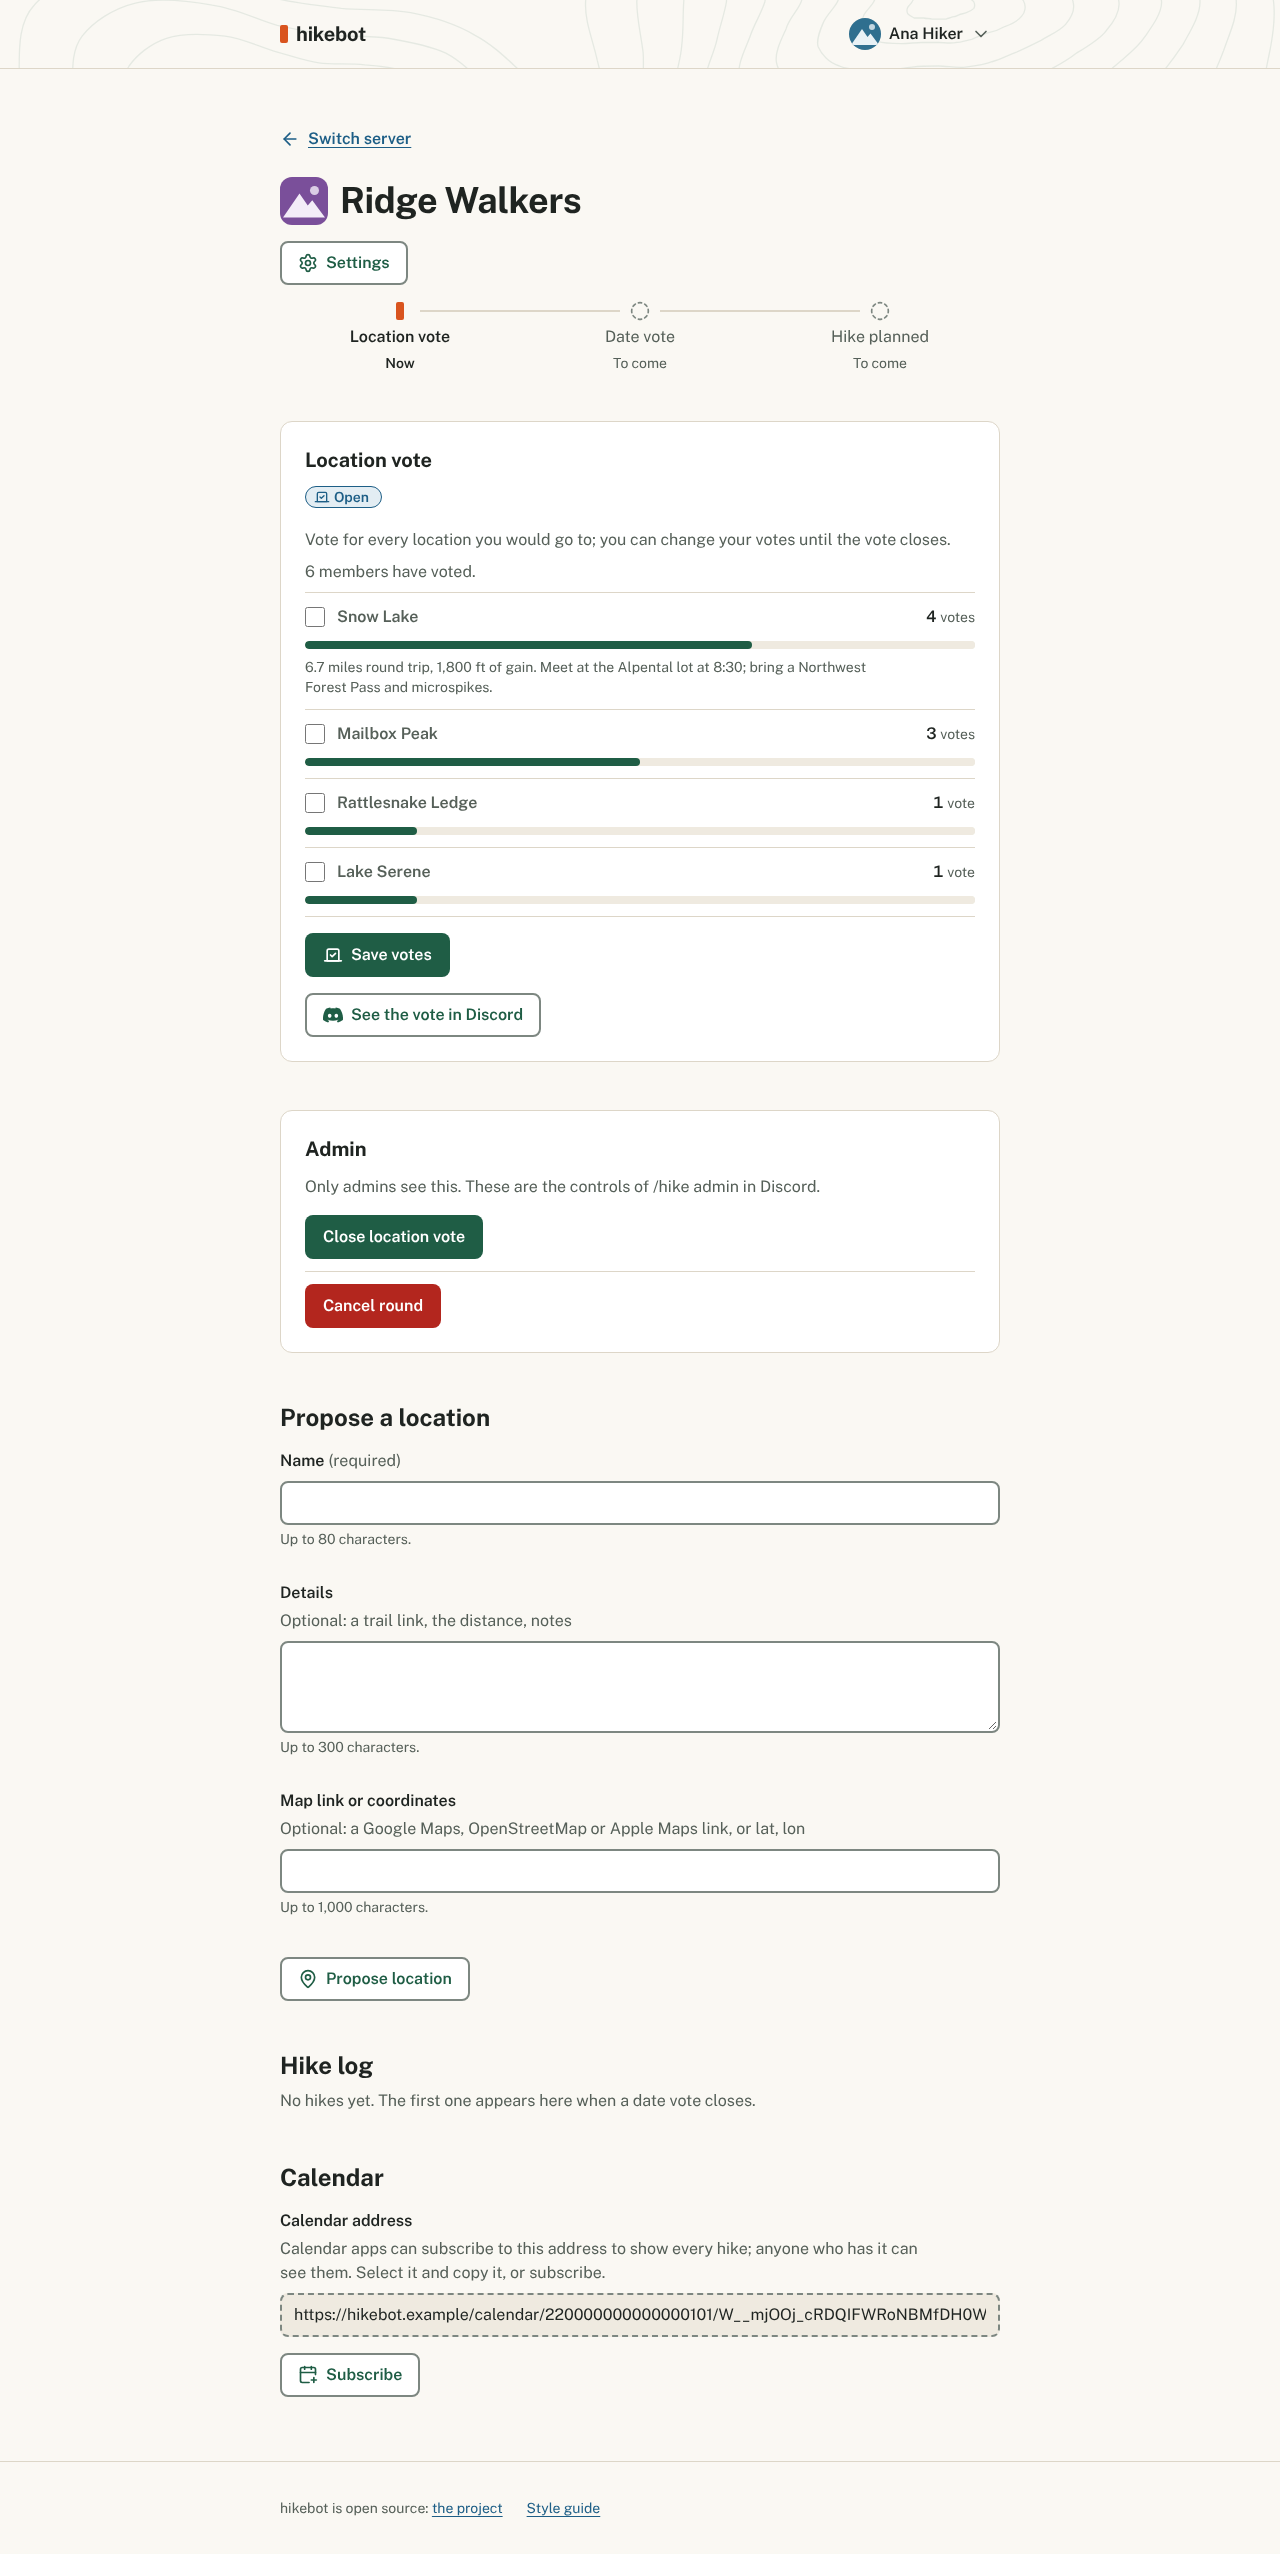 hikebot
Ana Hiker
Switch server
Ridge Walkers
Settings
Location vote
Now
Date vote
To come
Hike planned
To come
Location vote
Open
Vote for every location you would go to; you can change your votes until the vote closes.
6 members have voted.
Snow Lake
4 votes
6.7 miles round trip, 1,800 ft of gain. Meet at the Alpental lot at 8:30; bring a Northwest
Forest Pass and microspikes.
Mailbox Peak
3 votes
Rattlesnake Ledge
1 vote
Lake Serene
1 vote
Save votes
See the vote in Discord
Admin
Only admins see this. These are the controls of /hike admin in Discord.
Close location vote
Cancel round
Propose a location
Name (required)
Up to 80 characters.
Details
Optional: a trail link, the distance, notes
Up to 300 characters.
Map link or coordinates
Optional: a Google Maps, OpenStreetMap or Apple Maps link, or lat, lon
Up to 1,000 characters.
Propose location
Hike log
No hikes yet. The first one appears here when a date vote closes.
Calendar
Calendar address
Calendar apps can subscribe to this address to show every hike; anyone who has it can
see them. Select it and copy it, or subscribe.
https://hikebot.example/calendar/220000000000000101/W__mjOOj_cRDQIFWRoNBMfDH0W
Subscribe
hikebot is open source: the project
Style guide